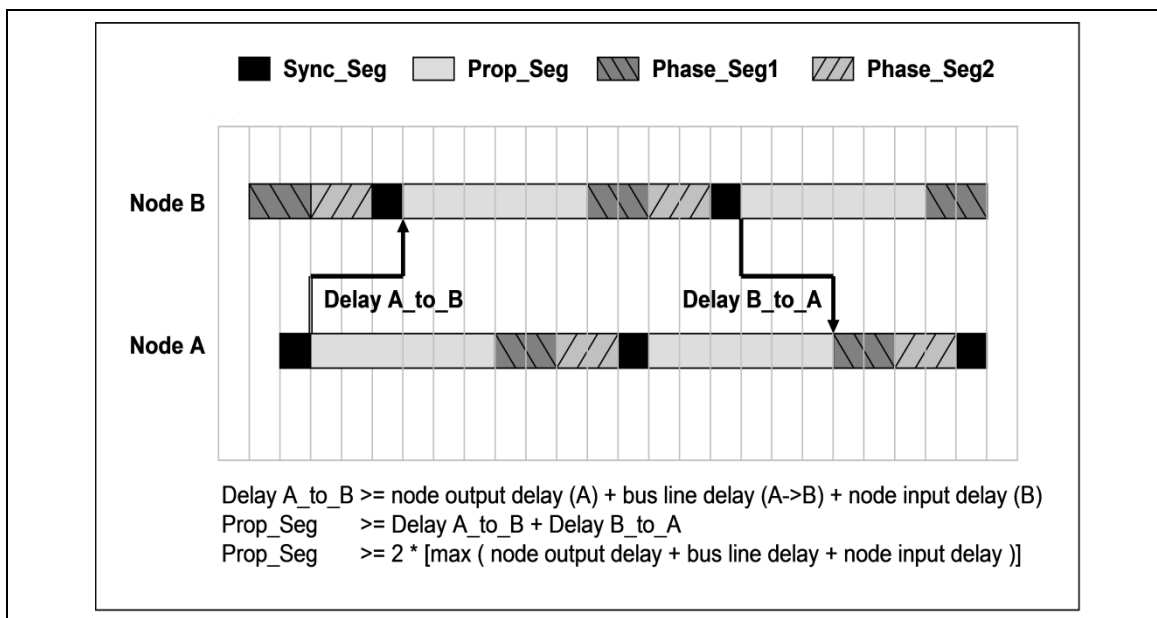 Sync_Seg Prop_Seg Phase_Seg1 Phase_Seg2
Node B
Delay A_to_B Delay B_to_A
Node A
Delay A_to_B >= node output delay (A) + bus line delay (A->B) + node input delay (B)
Prop_Seg >= Delay A_to_B + Delay B_to_A
Prop_Seg >= 2 * [max ( node output delay + bus line delay + node input delay )]